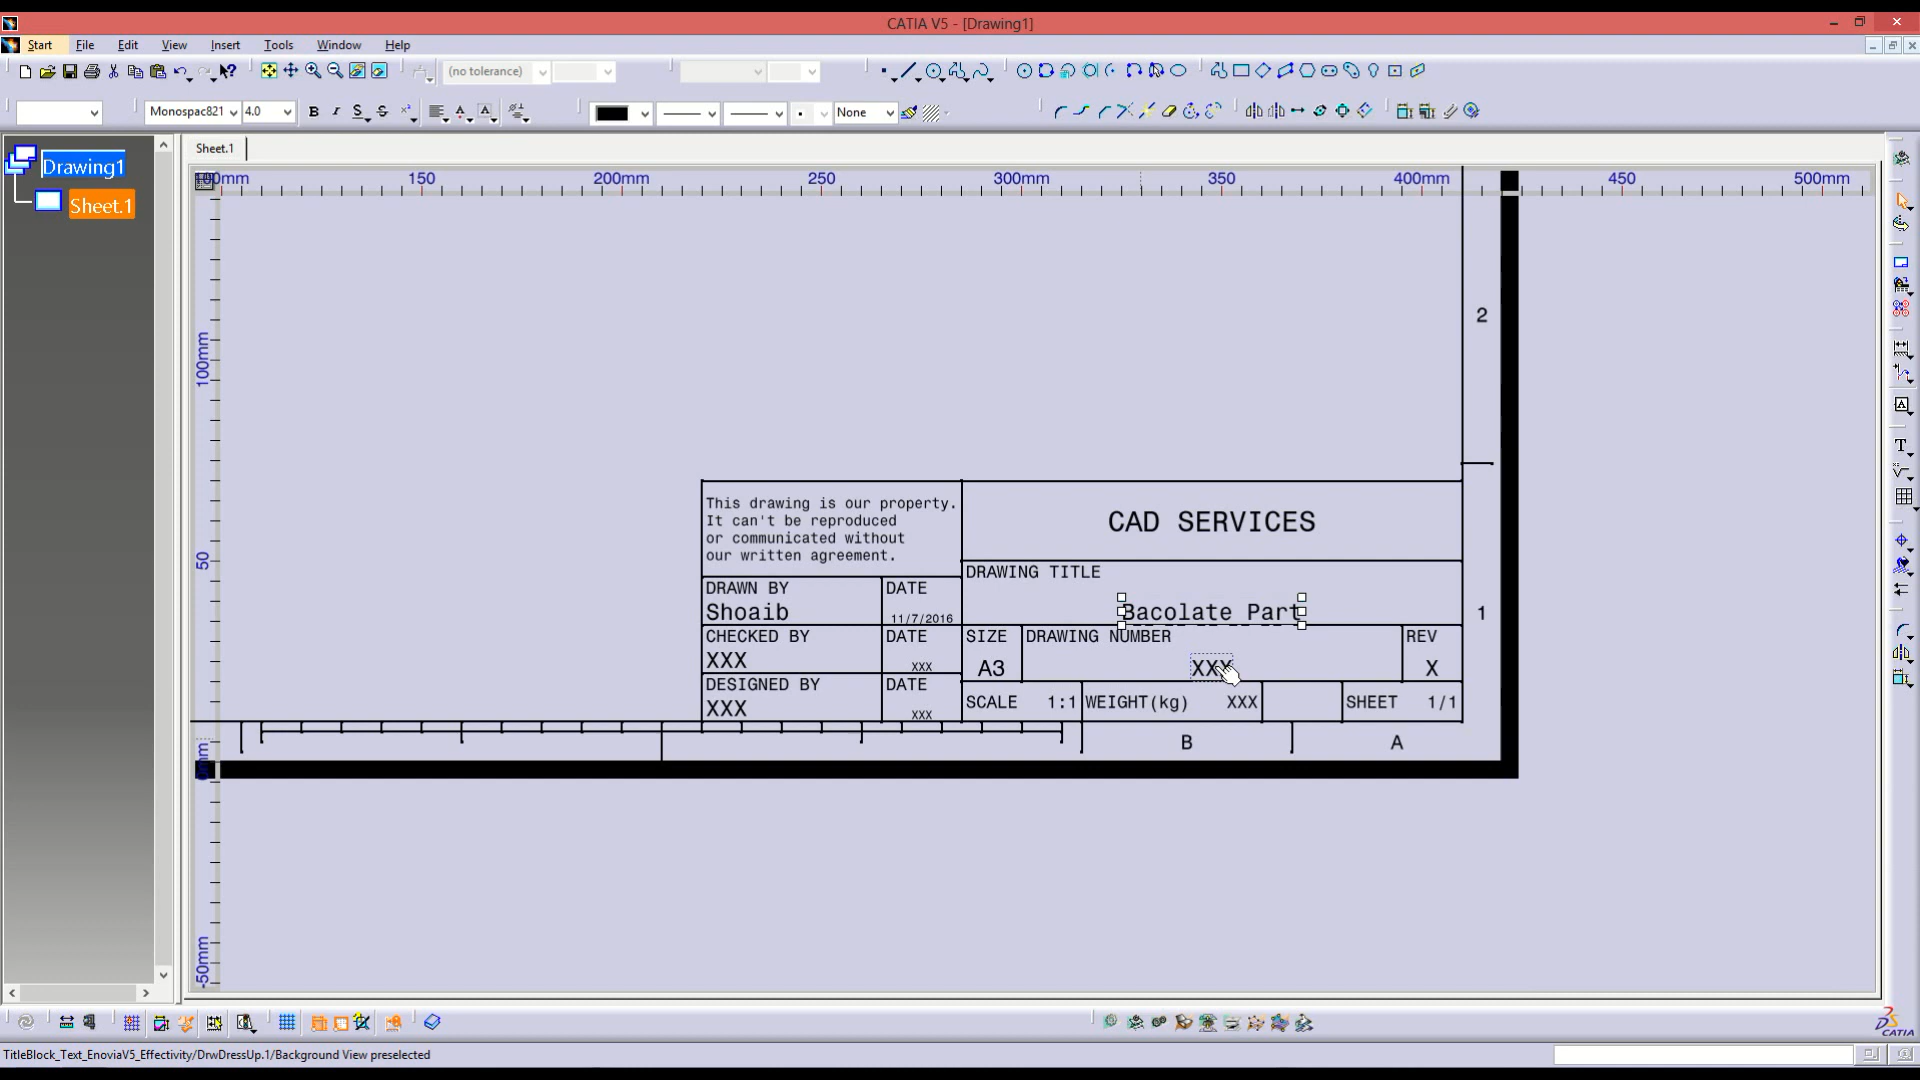 CATIA V5 - [Drawing1]
Start File Edit View Insert Tools Window Help
(no tolerance)
Monospac821 4.0 B I S S None
Sheet.1
Drawing1
Sheet.1
100mm 150 200mm 250 300mm 350 400mm 450 500mm
100mm
50
0mm
-50mm
2
1
This drawing is our property.
It can't be reproduced
or communicated without
our written agreement.
CAD SERVICES
DRAWING TITLE
Bacolate Part
DRAWN BY DATE
Shoaib 11/7/2016
CHECKED BY DATE
XXX XXX
DESIGNED BY DATE
XXX XXX
SIZE DRAWING NUMBER REV
A3 XXX X
SCALE 1:1 WEIGHT(kg) XXX SHEET 1/1
B A
CATIA
TitleBlock_Text_EnoviaV5_Effectivity/DrwDressUp.1/Background View preselected